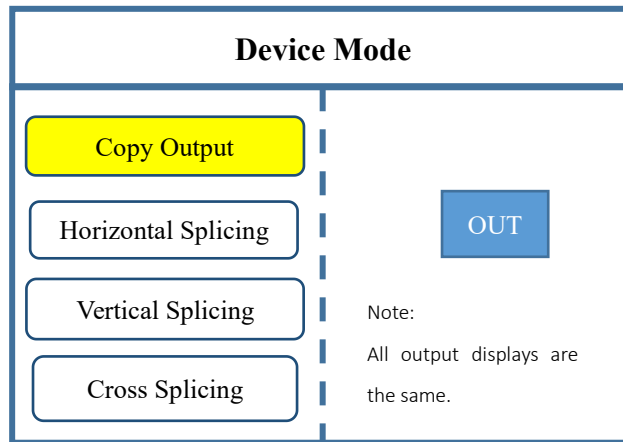 Device Mode
Copy Output
Horizontal Splicing
Vertical Splicing
Cross Splicing
OUT
Note:
All output displays are
the same.